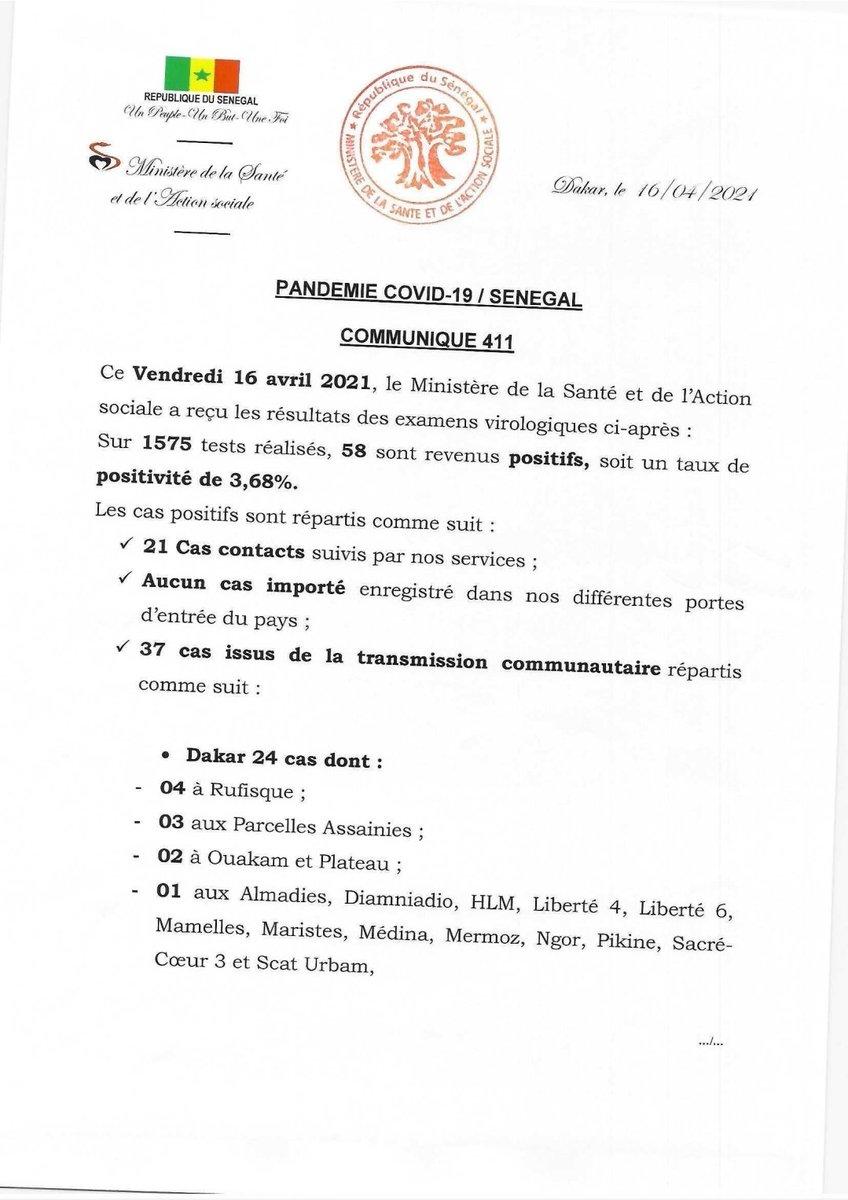 REPUBLIQUE DU SENEGAL
Un Peuple-Un But-Une Foi
Ministère de la Santé
et de l'Action sociale
★ République du Sénégal ★
MINISTÈRE DE LA SANTE ET DE L'ACTION SOCIALE
Dakar, le 16/04/2021
PANDEMIE COVID-19 / SENEGAL
COMMUNIQUE 411
Ce Vendredi 16 avril 2021, le Ministère de la Santé et de l'Action
sociale a reçu les résultats des examens virologiques ci-après :
Sur 1575 tests réalisés, 58 sont revenus positifs, soit un taux de
positivité de 3,68%.
Les cas positifs sont répartis comme suit :
✓ 21 Cas contacts suivis par nos services ;
✓ Aucun cas importé enregistré dans nos différentes portes
d'entrée du pays ;
✓ 37 cas issus de la transmission communautaire répartis
comme suit :
• Dakar 24 cas dont :
- 04 à Rufisque ;
- 03 aux Parcelles Assainies ;
- 02 à Ouakam et Plateau ;
- 01 aux Almadies, Diamniadio, HLM, Liberté 4, Liberté 6,
Mamelles, Maristes, Médina, Mermoz, Ngor, Pikine, Sacré-
Cœur 3 et Scat Urbam,
.../...